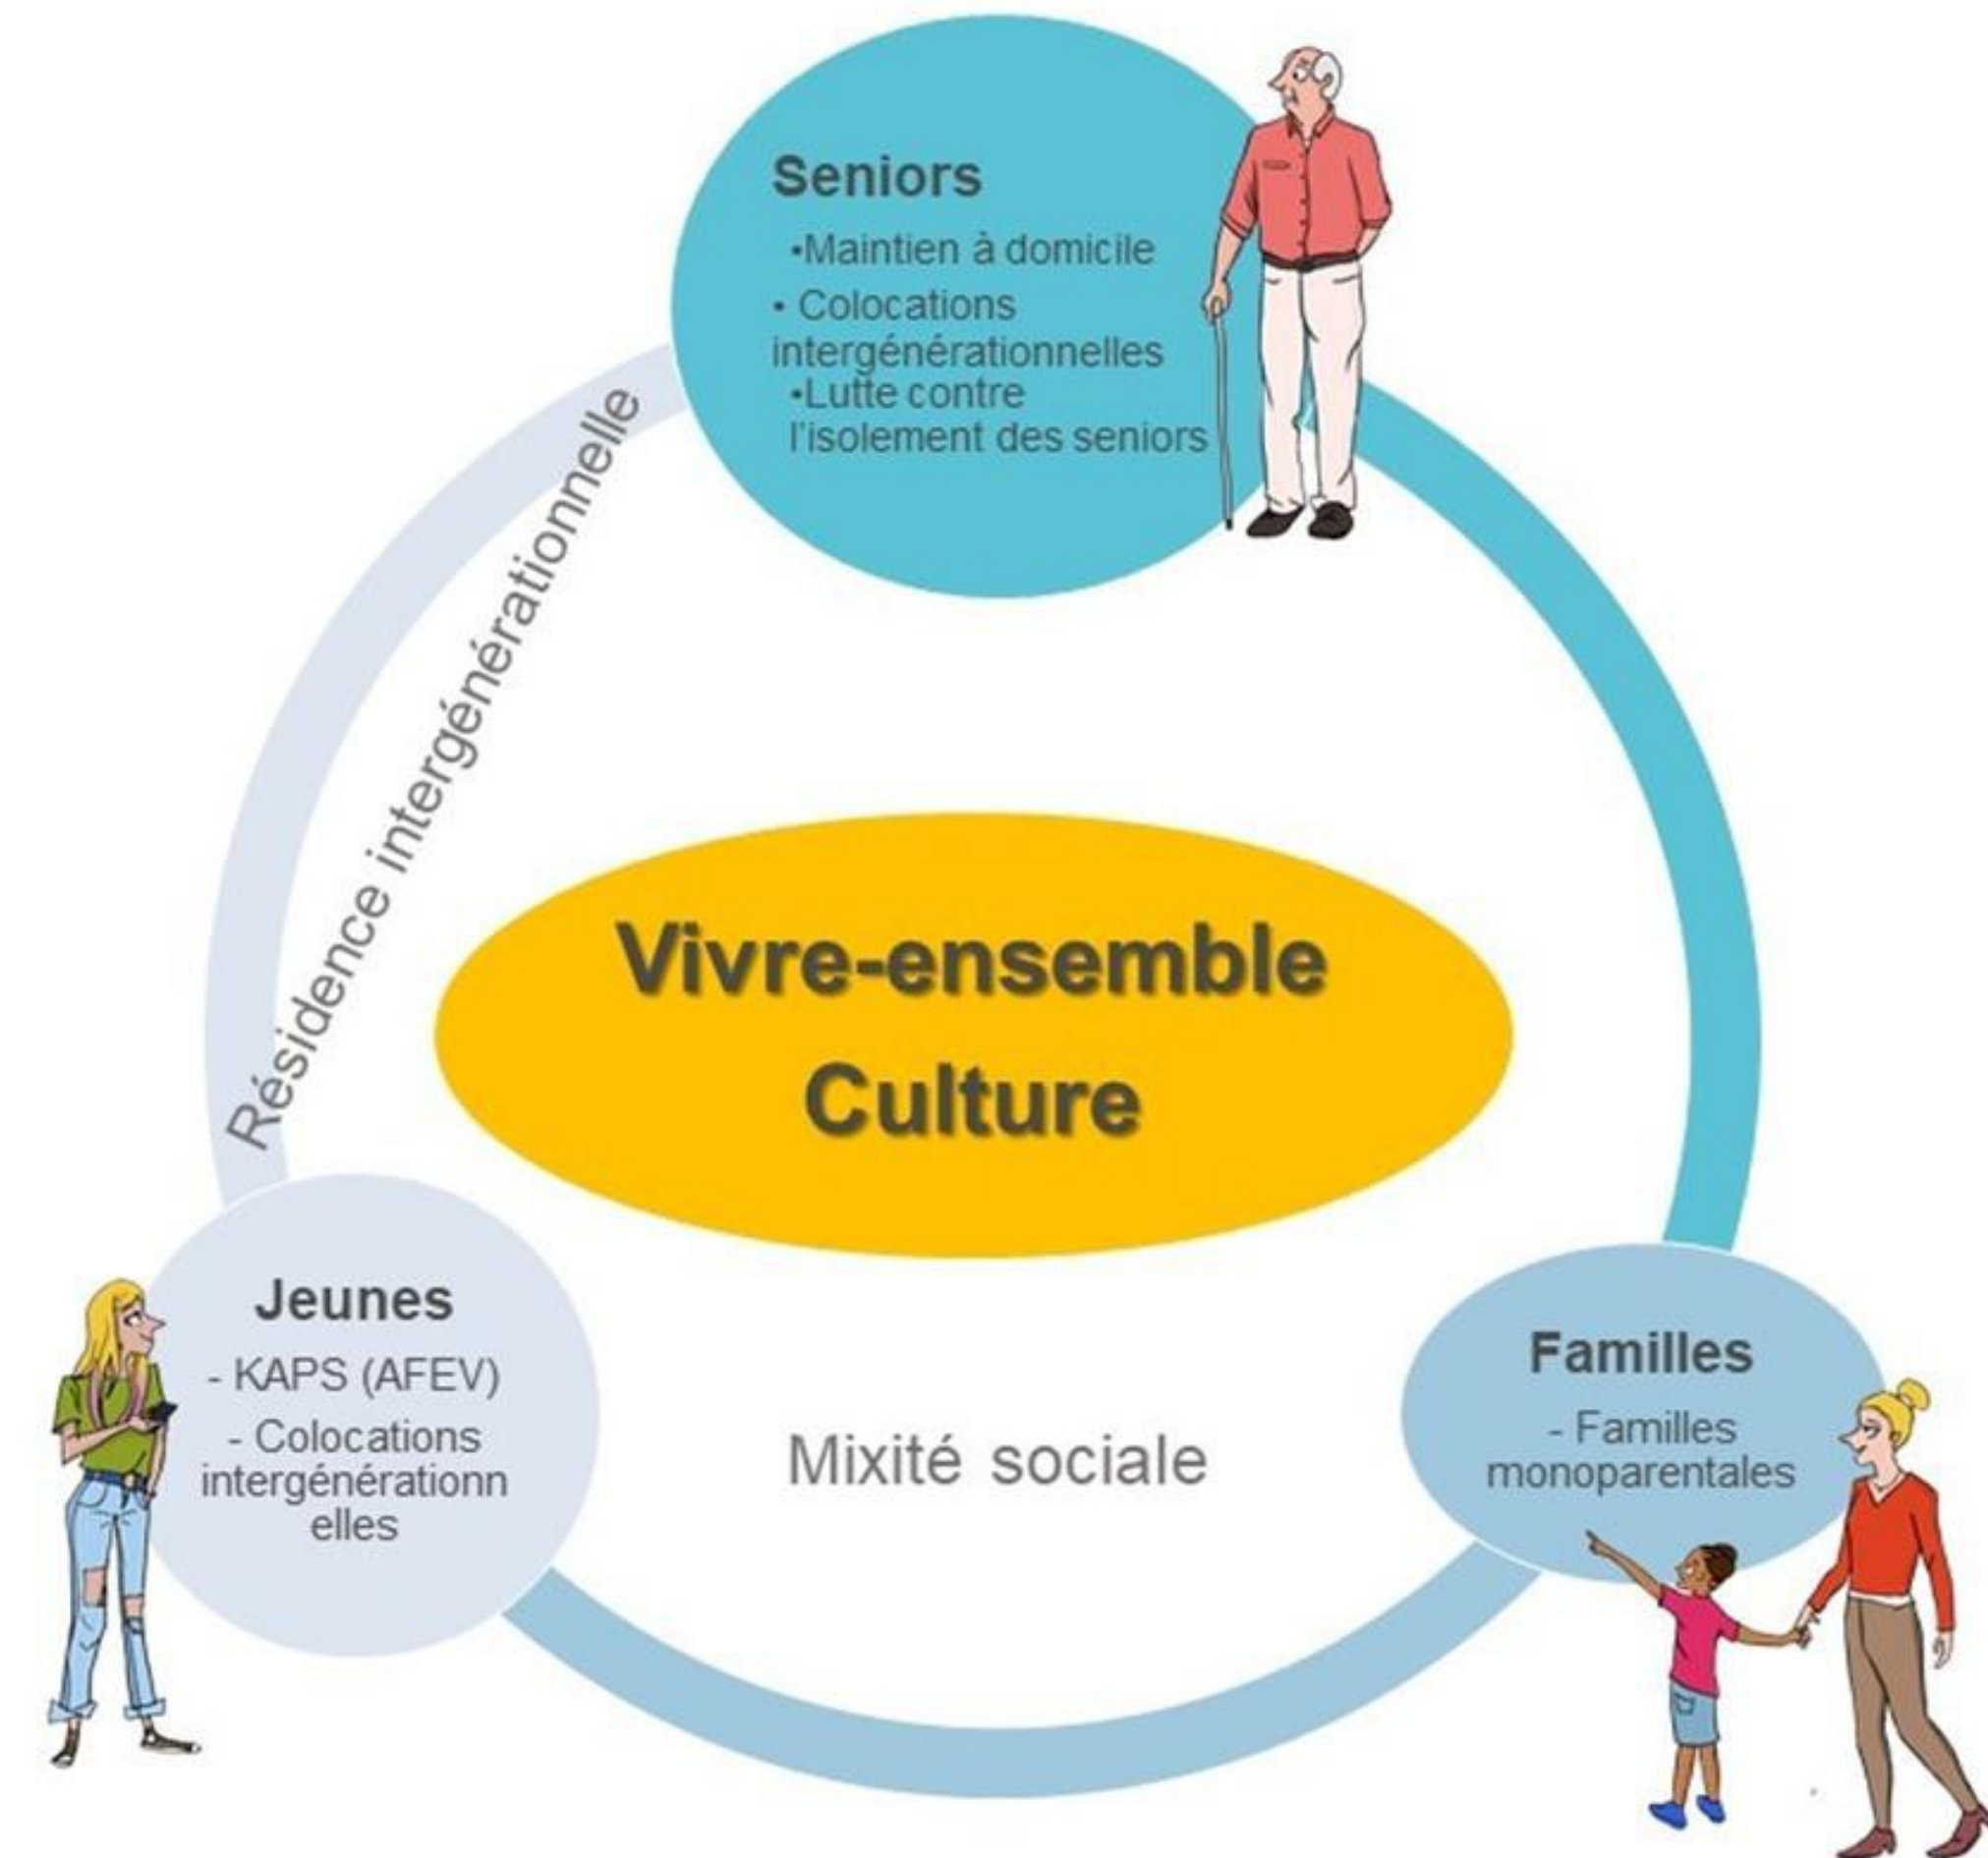 Seniors
•Maintien à domicile
• Colocations
intergénérationnelles
•Lutte contre
l'isolement des seniors
Résidence intergénérationnelle
Vivre-ensemble
Culture
Jeunes
- KAPS (AFEV)
- Colocations
intergénérationn
elles
Mixité sociale
Familles
- Familles
monoparentales